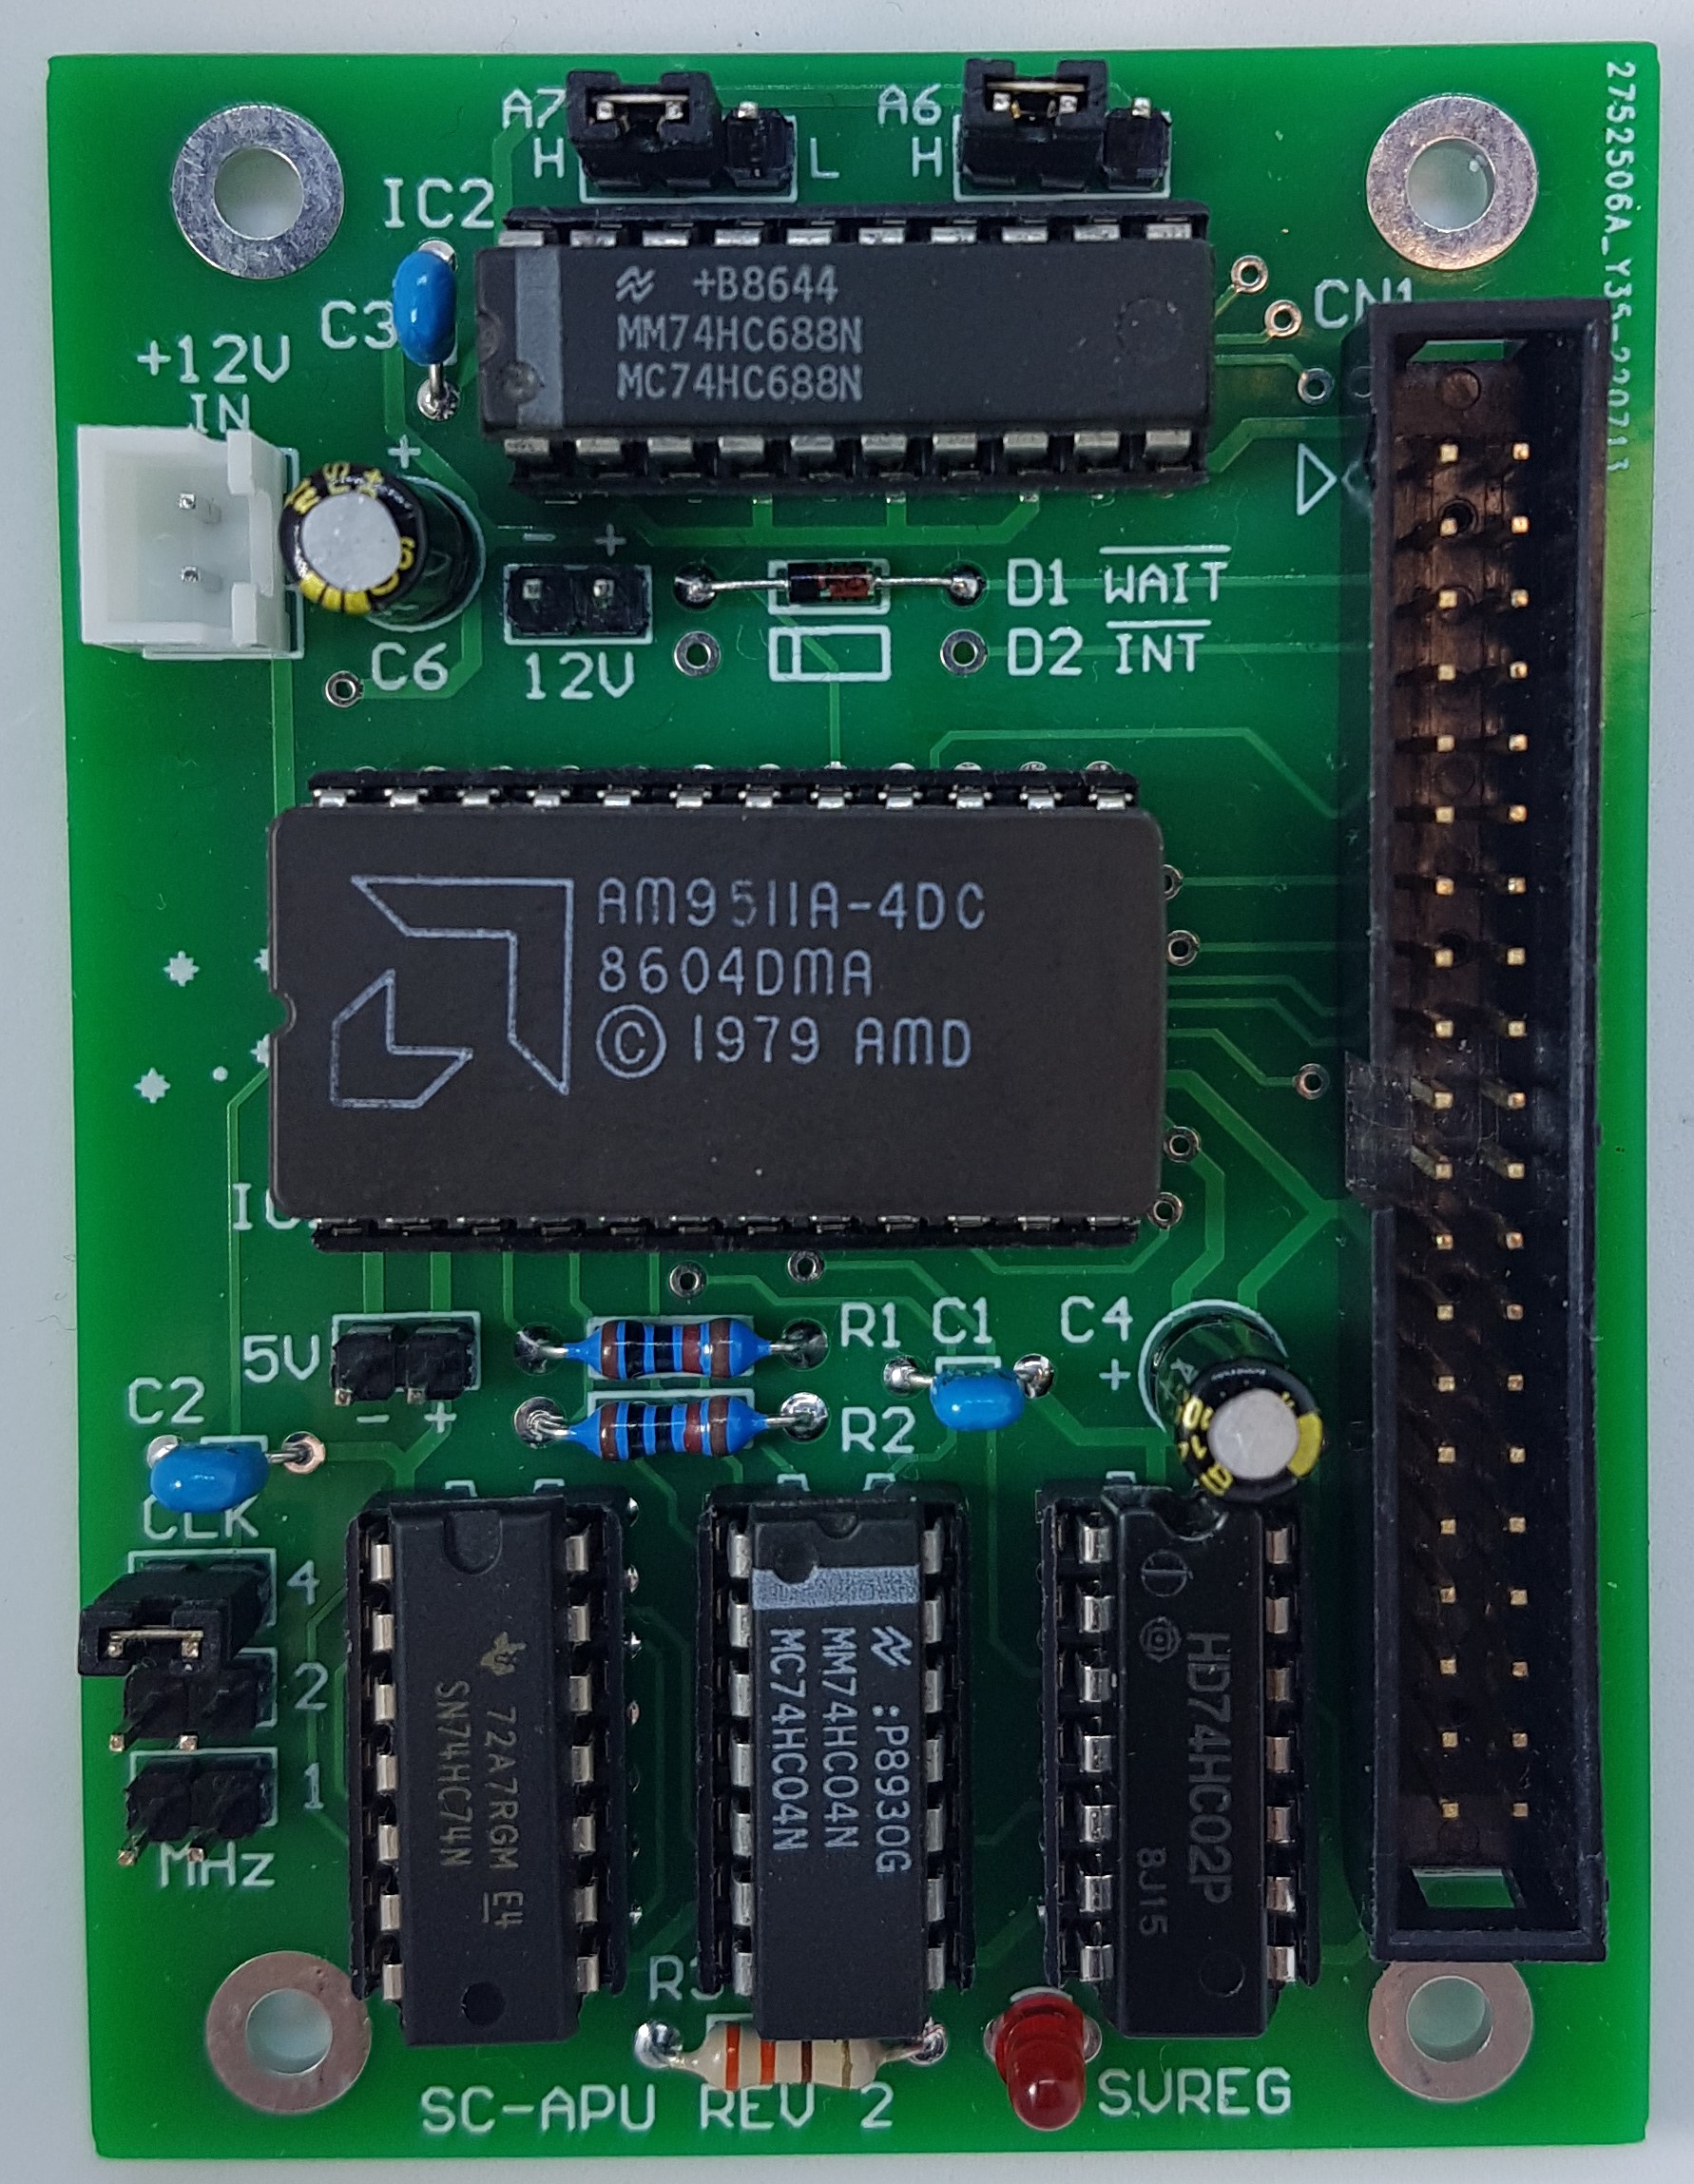 A7
H
L
A6
H
IC2
C3
+B8644
MM74HC688N
MC74HC688N
CN1
+12V
IN
+
C6
- +
12V
D1 WAIT
D2 INT
AM9511A-4DC
8604DMA
© 1979 AMD
5V
- +
R1
R2
C1
C4
+
C2
CLK
4
2
1
MHz
72A7RGM E4
SN74HC74N
:P8930G
MM74HC04N
MC74HC04N
HD74HC02P
8J15
SC-APU REV 2
SVREG